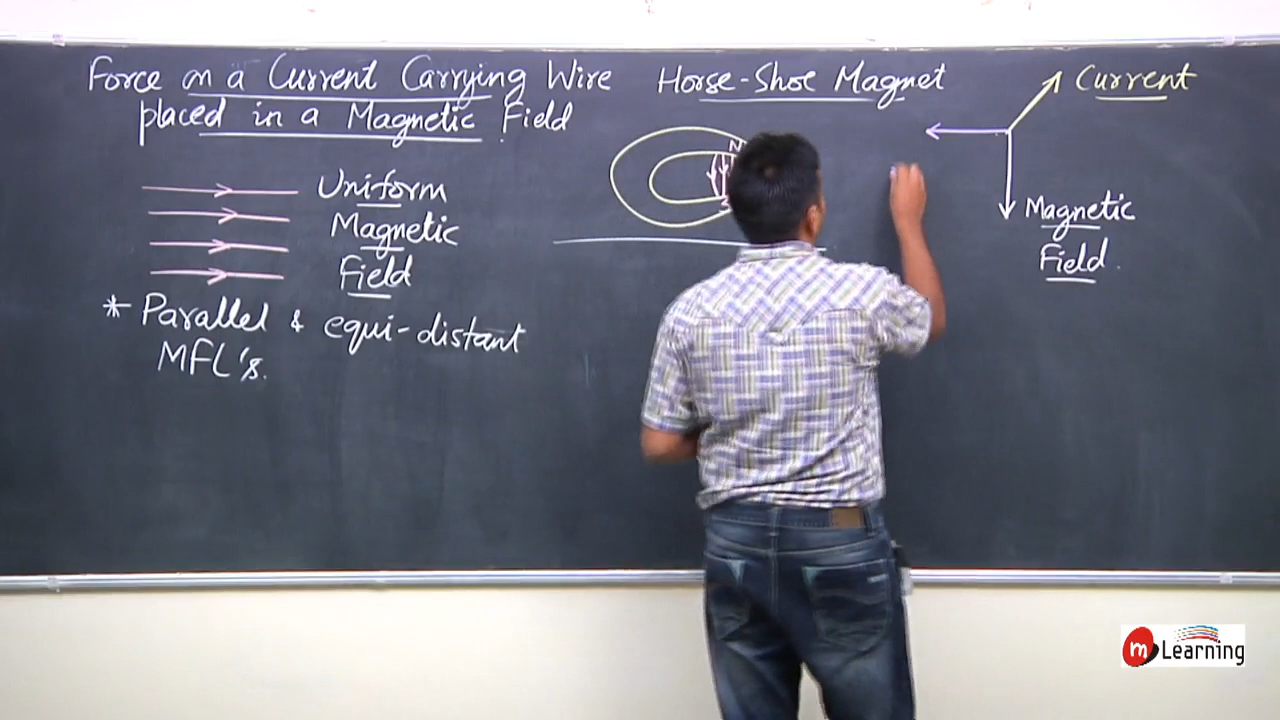 Force on a Current Carrying Wire
placed in a Magnetic Field
Uniform
Magnetic
Field
* Parallel & equi-distant
MFL's.
Horse-Shoe Magnet
N
S
Current
Magnetic
Field.
m Learning